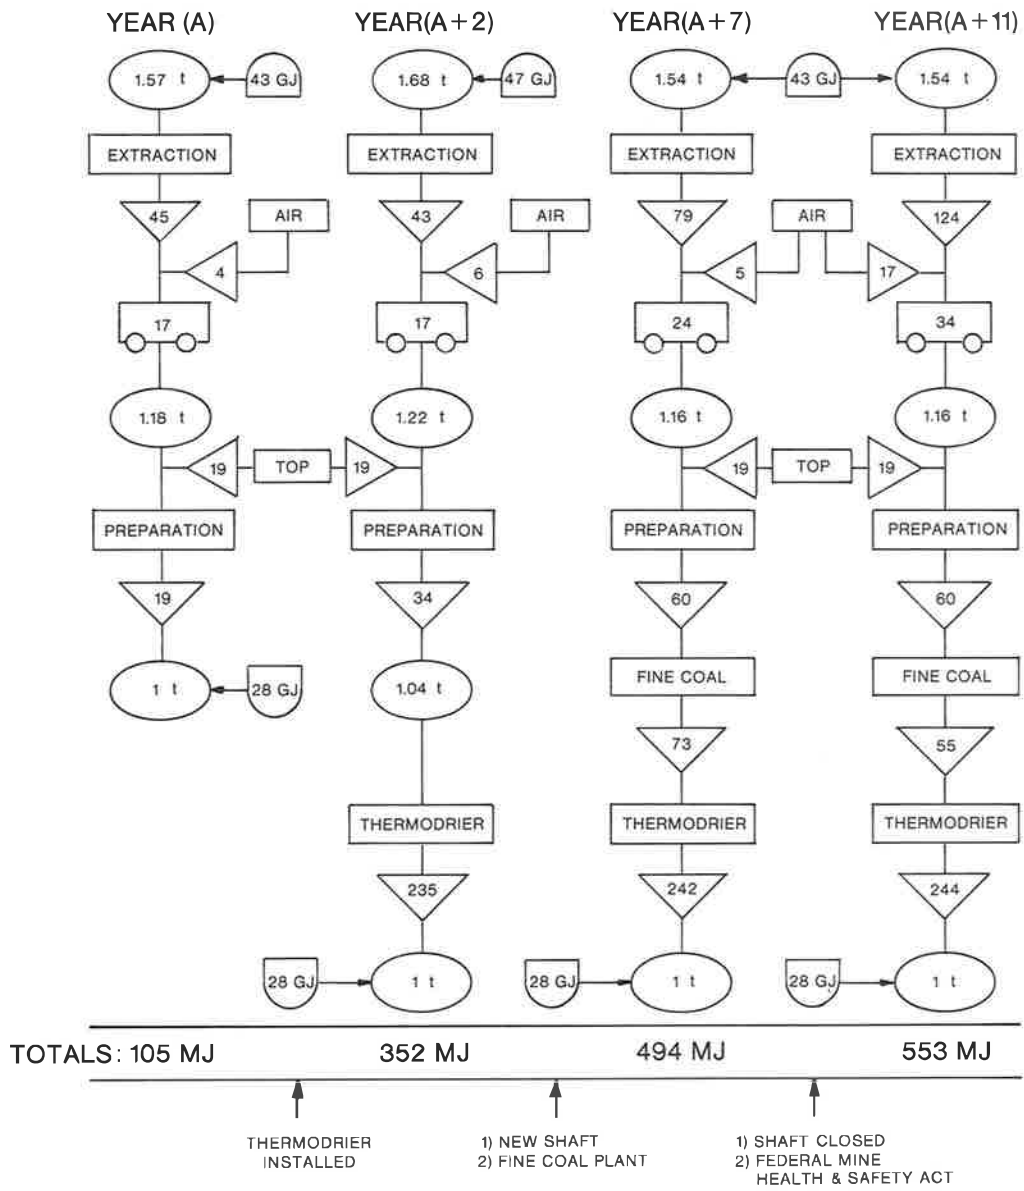 YEAR (A) YEAR(A+2) YEAR(A+7) YEAR(A+11)
1.57 t 43 GJ 1.68 t 47 GJ 1.54 t 43 GJ 1.54 t
EXTRACTION EXTRACTION EXTRACTION EXTRACTION
45 AIR 43 AIR 79 AIR 124
4 6 5 17
17 17 24 34
1.18 t 1.22 t 1.16 t 1.16 t
19 TOP 19 19 TOP 19
PREPARATION PREPARATION PREPARATION PREPARATION
19 34 60 60
1 t 28 GJ 1.04 t FINE COAL FINE COAL
73 55
THERMODRIER THERMODRIER THERMODRIER
235 242 244
28 GJ 1 t 28 GJ 1 t 28 GJ 1 t
TOTALS: 105 MJ 352 MJ 494 MJ 553 MJ
THERMODRIER
INSTALLED
1) NEW SHAFT
2) FINE COAL PLANT
1) SHAFT CLOSED
2) FEDERAL MINE
HEALTH & SAFETY ACT